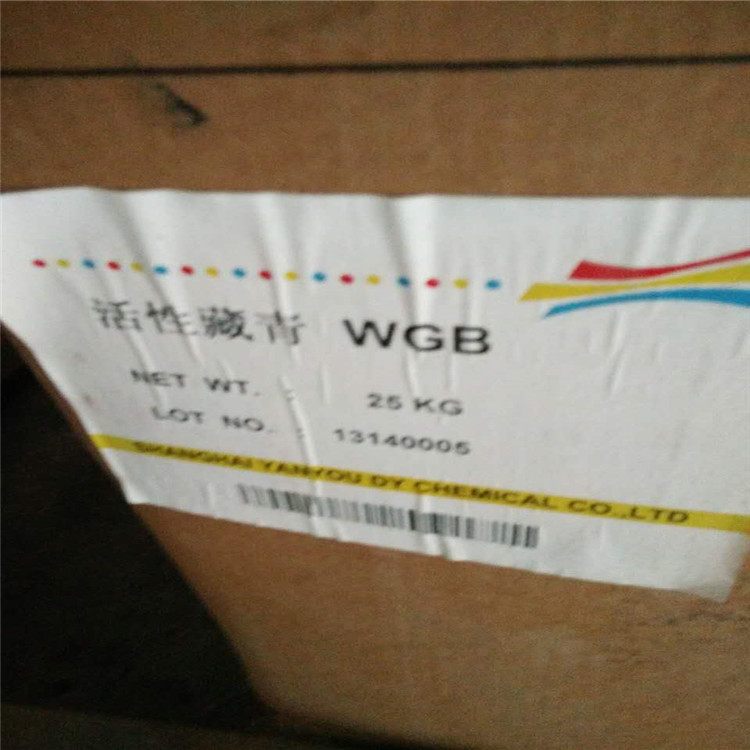 活性藏青 WGB
NET WT. : 25 KG
LOT NO. : 13140005
SHANGHAI YANYOU DY CHEMICAL CO.,LTD